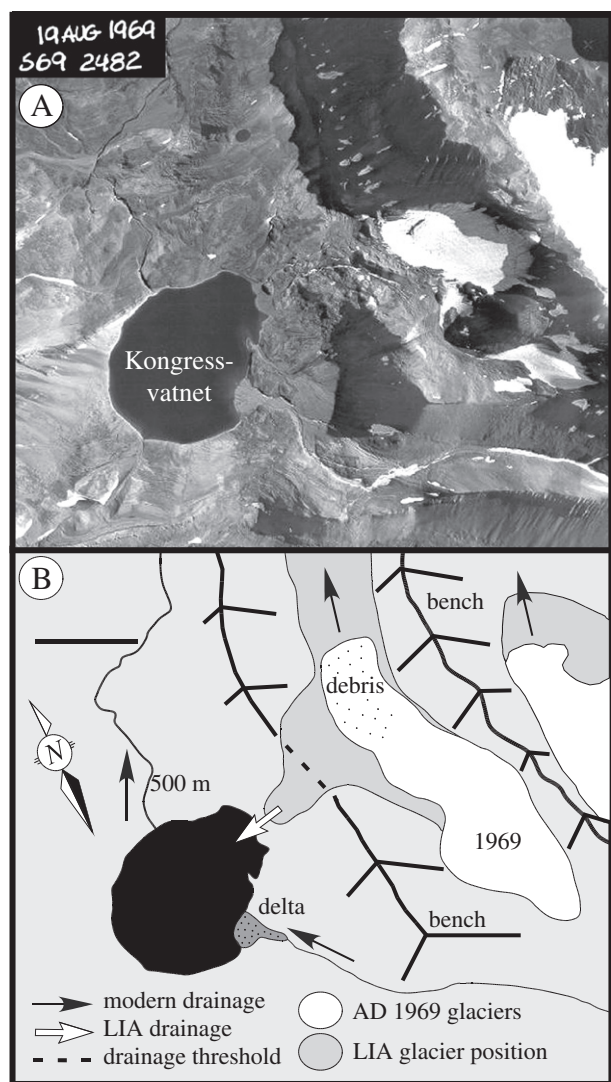 19 AUG 1969
S69 2482
A
Kongress-
vatnet
B
bench
debris
N
500 m
1969
delta
bench
modern drainage
LIA drainage
drainage threshold
AD 1969 glaciers
LIA glacier position